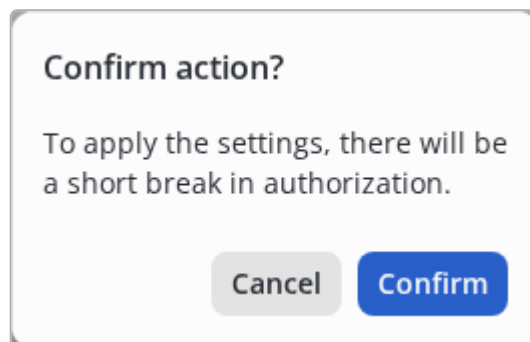 Confirm action?
To apply the settings, there will be
a short break in authorization.
Cancel Confirm